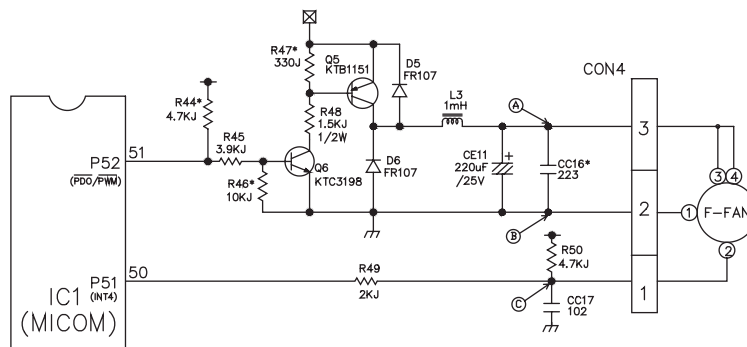 R47*
330J
Q5
KTB1151
D5
FR107
CON4
R44*
4.7KJ
L3
1mH
A
R48
1.5KJ
1/2W
3
51
R45
3.9KJ
P52
(PDO/PWM)
Q6
KTC3198
D6
FR107
CE11
220uF
/25V
+
CC16*
223
3
4
R46*
10KJ
2
1
F-FAN
B
2
R50
4.7KJ
50
P51
(INT4)
R49
2KJ
C
1
IC1
(MICOM)
CC17
102